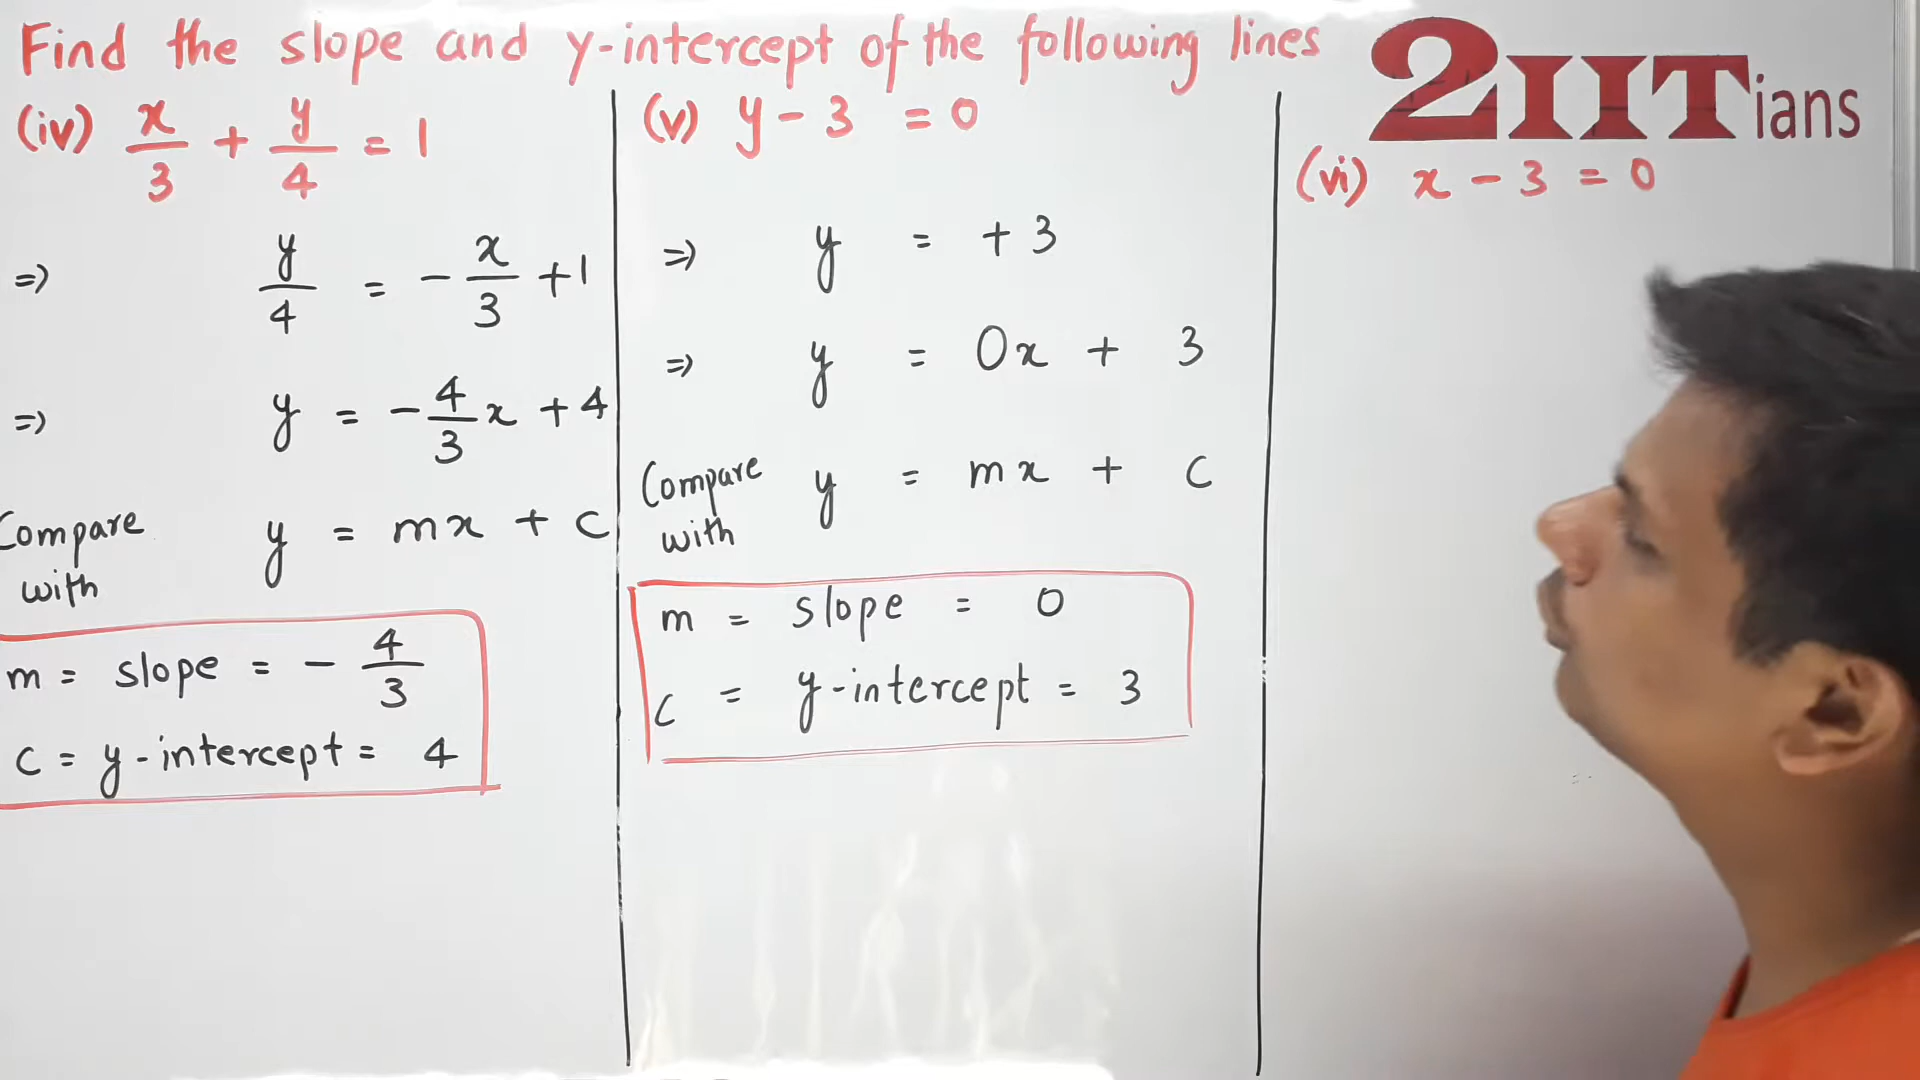 Find the slope and y-intercept of the following lines
2IITians
(iv) x/3 + y/4 = 1
=> y/4 = -x/3 +1
=> y = -4/3 x + 4
Compare with y = mx + c
m = slope = - 4/3
c = y-intercept = 4
(v) y - 3 = 0
=> y = + 3
=> y = 0x + 3
Compare with y = mx + c
m = slope = 0
c = y-intercept = 3
(vi) x - 3 = 0